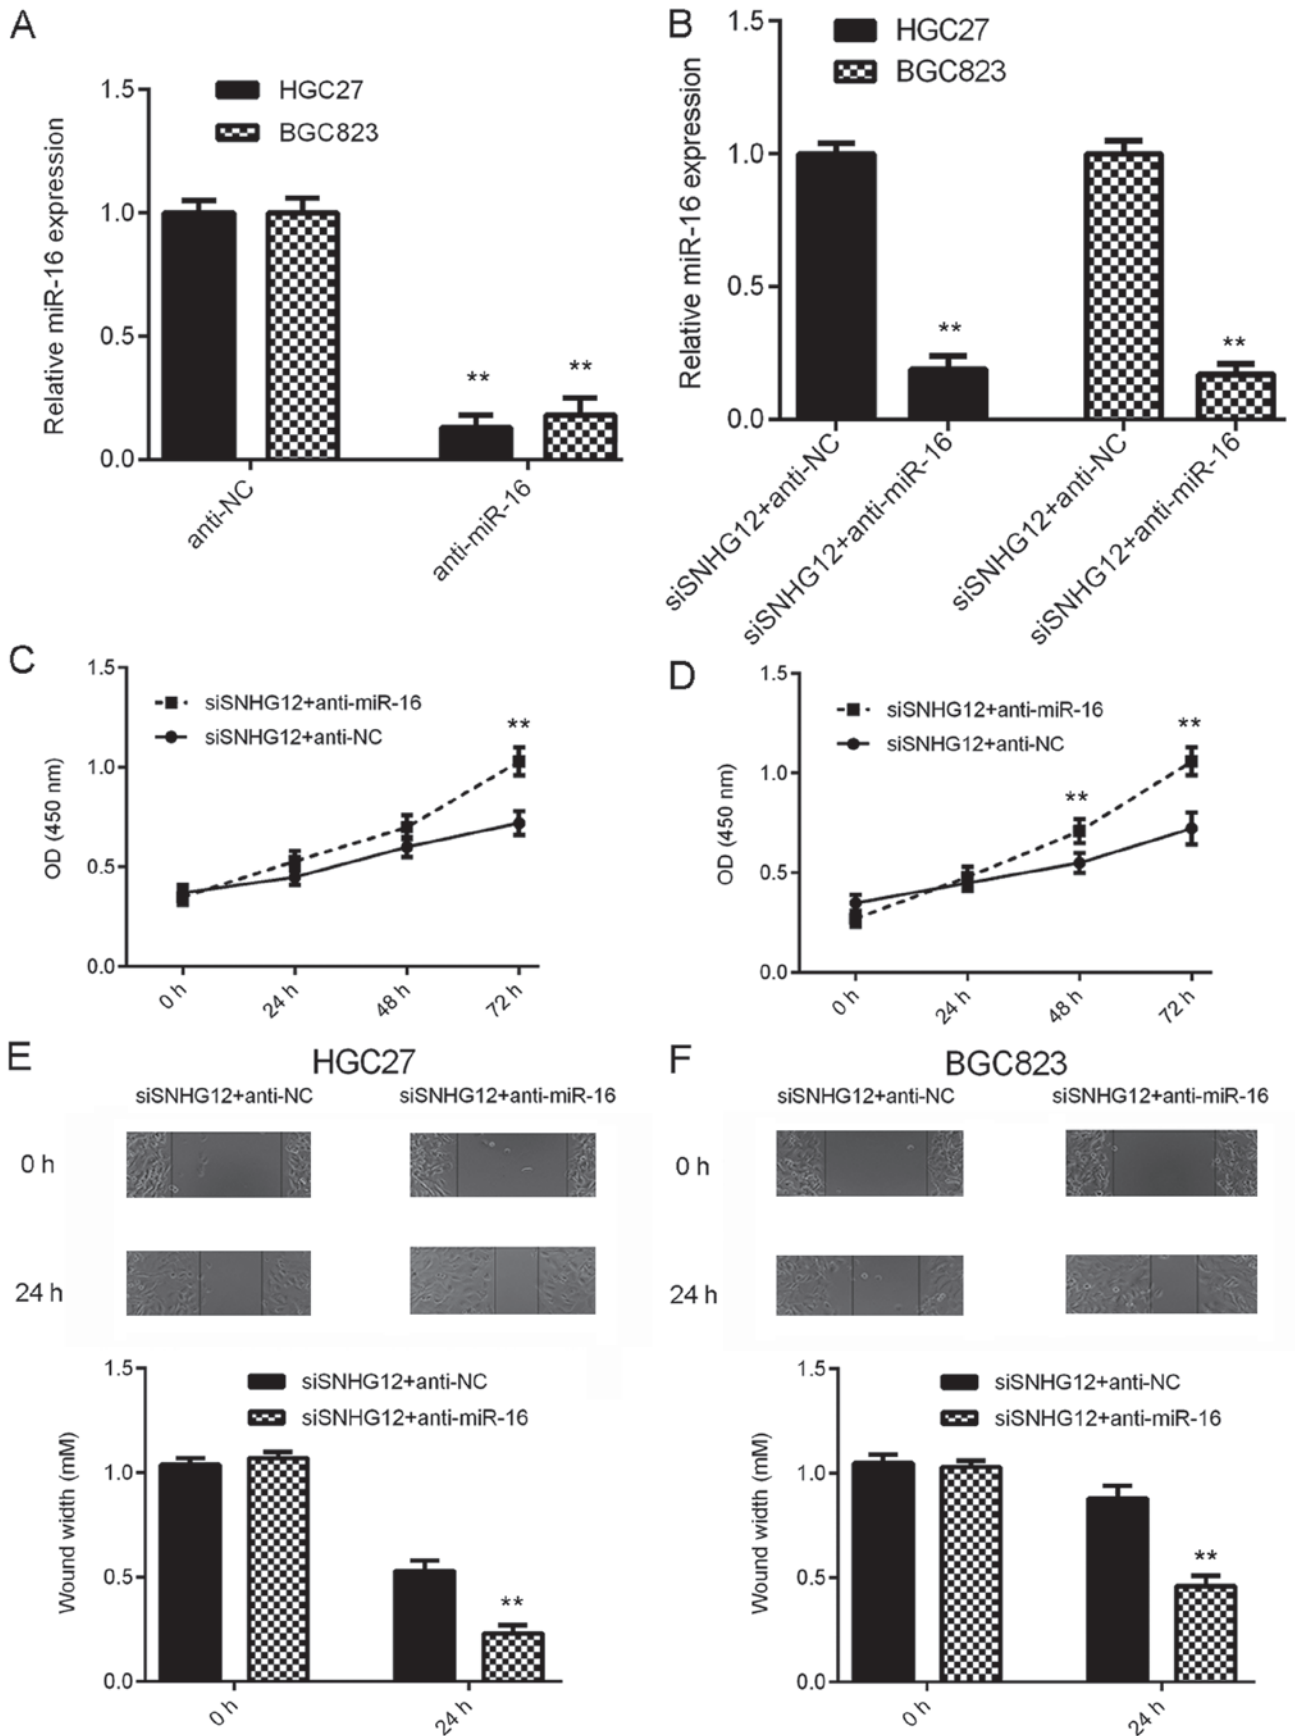 A
1.5
1.0
0.5
0.0
Relative miR-16 expression
HGC27
BGC823
**
**
anti-NC
anti-miR-16
B
1.5
1.0
0.5
0.0
Relative miR-16 expression
HGC27
BGC823
**
**
siSNHG12+anti-NC
siSNHG12+anti-miR-16
siSNHG12+anti-NC
siSNHG12+anti-miR-16
C
1.5
1.0
0.5
0.0
OD (450 nm)
siSNHG12+anti-miR-16
siSNHG12+anti-NC
**
0 h
24 h
48 h
72 h
D
1.5
1.0
0.5
0.0
OD (450 nm)
siSNHG12+anti-miR-16
siSNHG12+anti-NC
**
**
0 h
24 h
48 h
72 h
E
HGC27
siSNHG12+anti-NC
siSNHG12+anti-miR-16
0 h
24 h
1.5
1.0
0.5
0.0
Wound width (mM)
siSNHG12+anti-NC
siSNHG12+anti-miR-16
**
0 h
24 h
F
BGC823
siSNHG12+anti-NC
siSNHG12+anti-miR-16
0 h
24 h
1.5
1.0
0.5
0.0
Wound width (mM)
siSNHG12+anti-NC
siSNHG12+anti-miR-16
**
0 h
24 h